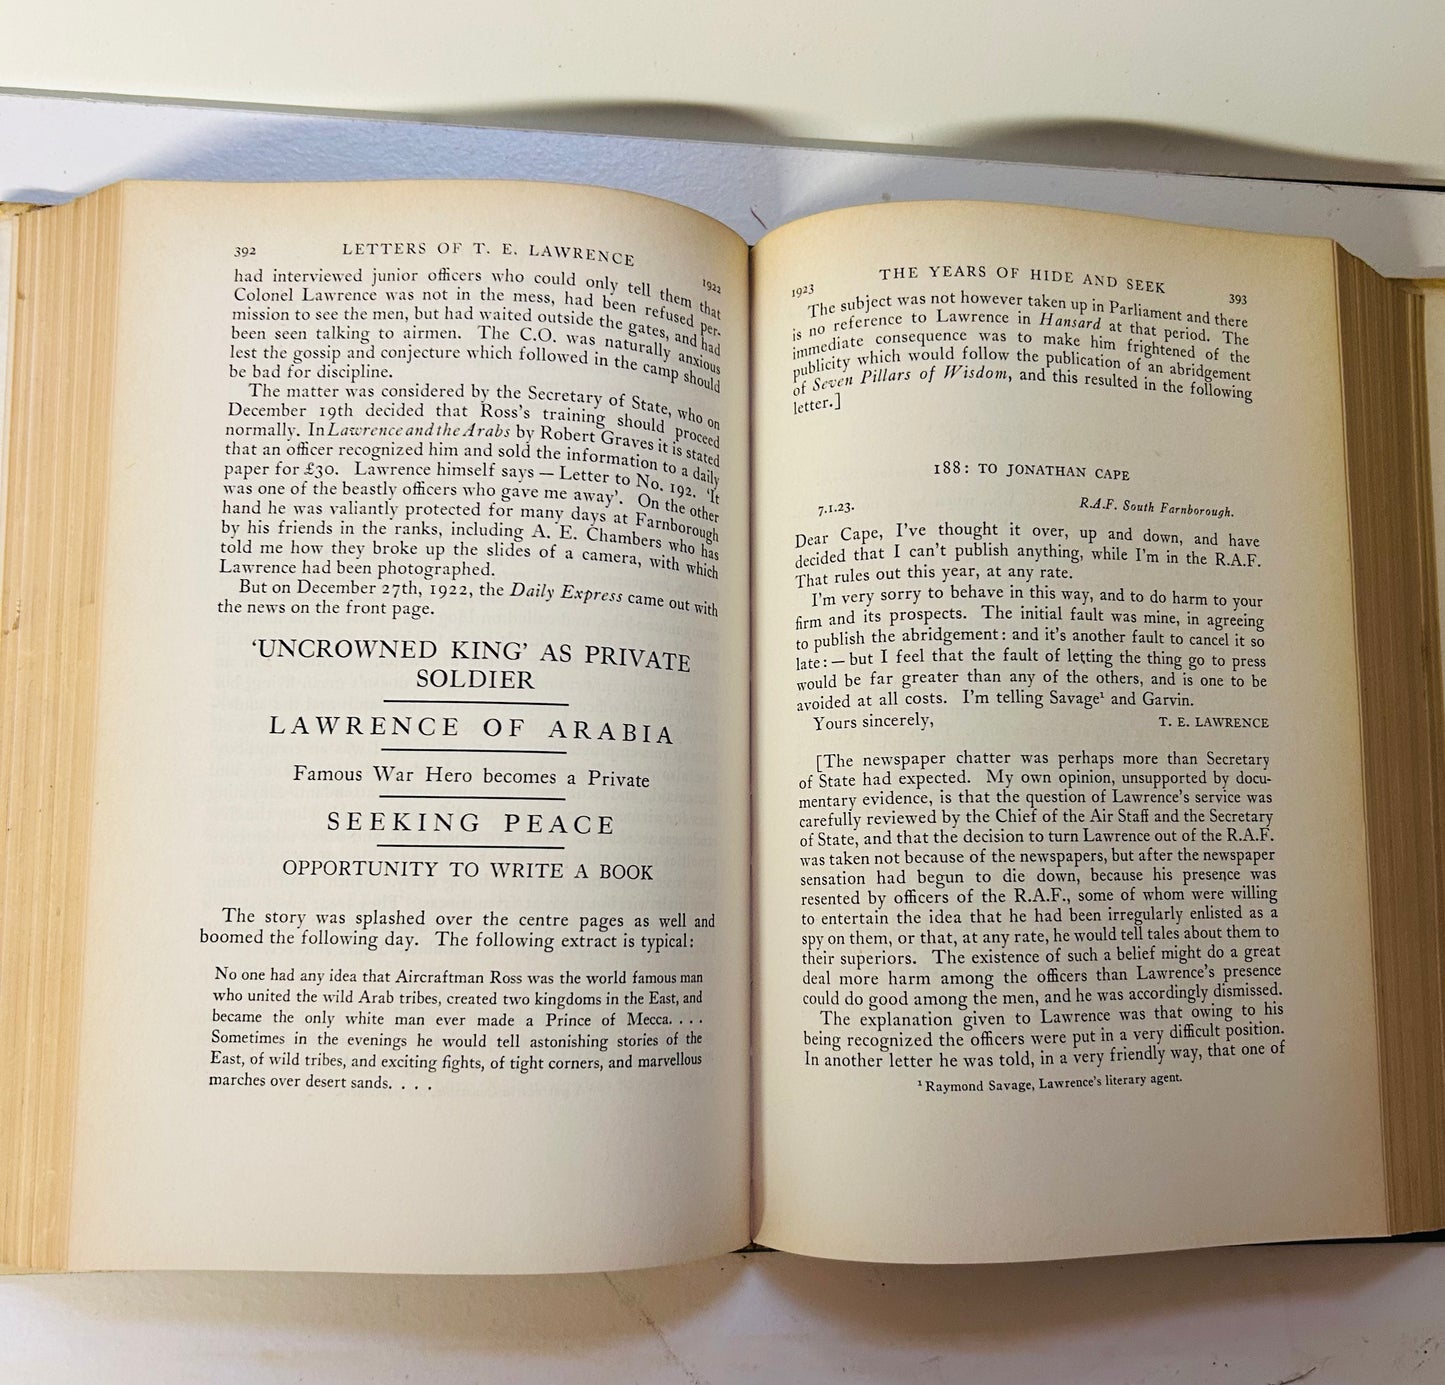 392 LETTERS OF T. E. LAWRENCE 1922
had interviewed junior officers who could only tell them that
Colonel Lawrence was not in the mess, had been refused per-
mission to see the men, but had waited outside the gates, and had
been seen talking to airmen. The C.O. was naturally anxious
lest the gossip and conjecture which followed in the camp should
be bad for discipline.
The matter was considered by the Secretary of State, who on
December 19th decided that Ross's training should proceed
normally. In Lawrence and the Arabs by Robert Graves it is stated
that an officer recognized him and sold the information to a daily
paper for £30. Lawrence himself says — Letter to No. 192. 'It
was one of the beastly officers who gave me away'. On the other
hand he was valiantly protected for many days at Farnborough
by his friends in the ranks, including A. E. Chambers who has
told me how they broke up the slides of a camera, with which
Lawrence had been photographed.
But on December 27th, 1922, the Daily Express came out with
the news on the front page.
'UNCROWNED KING' AS PRIVATE
SOLDIER
LAWRENCE OF ARABIA
Famous War Hero becomes a Private
SEEKING PEACE
OPPORTUNITY TO WRITE A BOOK
The story was splashed over the centre pages as well and
boomed the following day. The following extract is typical:
No one had any idea that Aircraftman Ross was the world famous man
who united the wild Arab tribes, created two kingdoms in the East, and
became the only white man ever made a Prince of Mecca. . . .
Sometimes in the evenings he would tell astonishing stories of the
East, of wild tribes, and exciting fights, of tight corners, and marvellous
marches over desert sands. . . .
1923 THE YEARS OF HIDE AND SEEK 393
The subject was not however taken up in Parliament and there
is no reference to Lawrence in Hansard at that period. The
immediate consequence was to make him frightened of the
publicity which would follow the publication of an abridgement
of Seven Pillars of Wisdom, and this resulted in the following
letter.]
188: TO JONATHAN CAPE
7.1.23. R.A.F. South Farnborough.
Dear Cape, I've thought it over, up and down, and have
decided that I can't publish anything, while I'm in the R.A.F.
That rules out this year, at any rate.
I'm very sorry to behave in this way, and to do harm to your
firm and its prospects. The initial fault was mine, in agreeing
to publish the abridgement: and it's another fault to cancel it so
late: — but I feel that the fault of letting the thing go to press
would be far greater than any of the others, and is one to be
avoided at all costs. I'm telling Savage¹ and Garvin.
Yours sincerely, T. E. LAWRENCE
[The newspaper chatter was perhaps more than Secretary
of State had expected. My own opinion, unsupported by docu-
mentary evidence, is that the question of Lawrence's service was
carefully reviewed by the Chief of the Air Staff and the Secretary
of State, and that the decision to turn Lawrence out of the R.A.F.
was taken not because of the newspapers, but after the newspaper
sensation had begun to die down, because his presence was
resented by officers of the R.A.F., some of whom were willing
to entertain the idea that he had been irregularly enlisted as a
spy on them, or that, at any rate, he would tell tales about them to
their superiors. The existence of such a belief might do a great
deal more harm among the officers than Lawrence's presence
could do good among the men, and he was accordingly dismissed.
The explanation given to Lawrence was that owing to his
being recognized the officers were put in a very difficult position.
In another letter he was told, in a very friendly way, that one of
¹ Raymond Savage, Lawrence's literary agent.